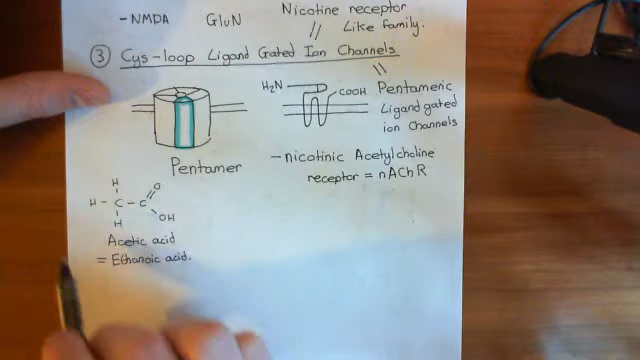 -NMDA GluN Nicotine receptor
// Like family.
③ Cys-loop Ligand Gated Ion Channels
H₂N COOH
= Pentameric
Ligand gated
ion Channels
Pentamer
- nicotinic Acetylcholine
receptor = nAChR
H
H - C - C O
OH
H
Acetic acid
= Ethanoic acid.